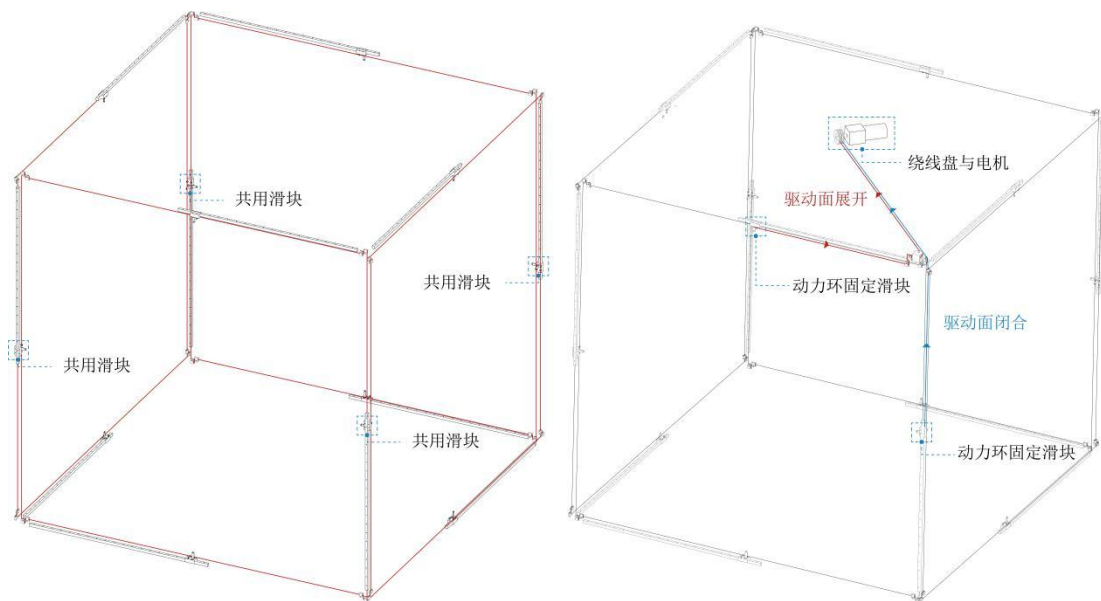 共用滑块
共用滑块
共用滑块
共用滑块
绕线盘与电机
驱动面展开
动力环固定滑块
驱动面闭合
动力环固定滑块